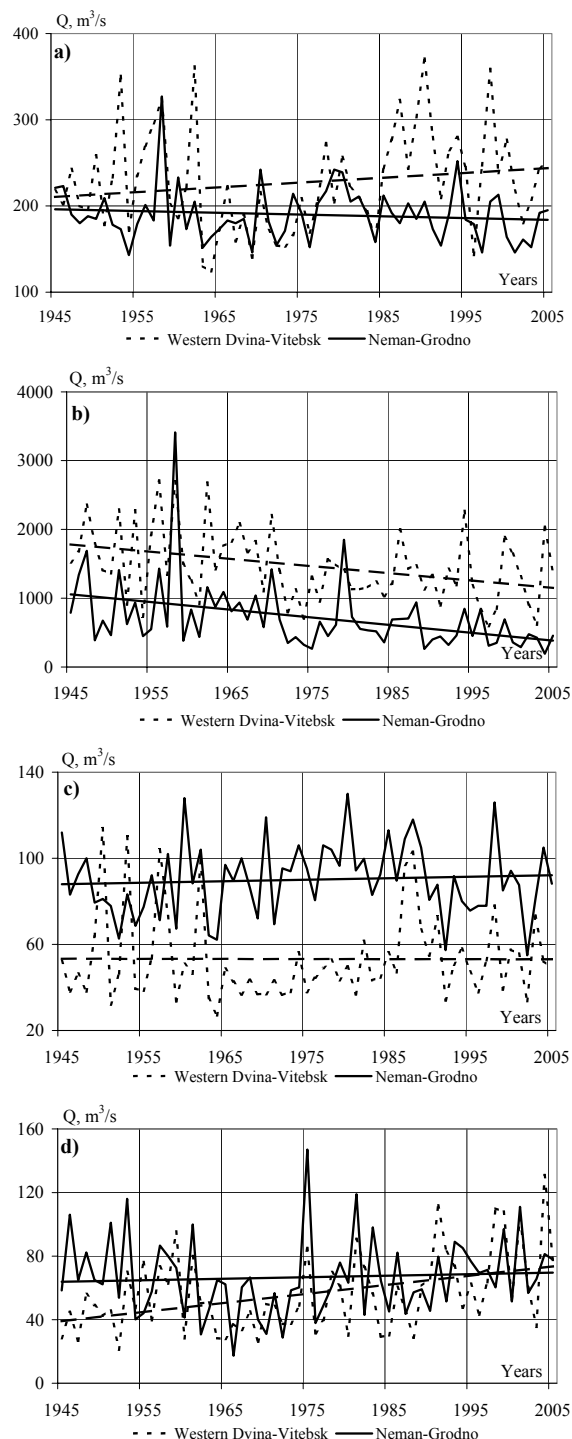 Q, m³/s
400
a)
300
200
100
Years
1945 1955 1965 1975 1985 1995 2005
Western Dvina-Vitebsk Neman-Grodno
Q, m³/s
4000
b)
3000
2000
1000
0
Years
1945 1955 1965 1975 1985 1995 2005
Western Dvina-Vitebsk Neman-Grodno
Q, m³/s
140
c)
100
60
20
Years
1945 1955 1965 1975 1985 1995 2005
Western Dvina-Vitebsk Neman-Grodno
Q, m³/s
160
d)
120
80
40
0
Years
1945 1955 1965 1975 1985 1995 2005
Western Dvina-Vitebsk Neman-Grodno